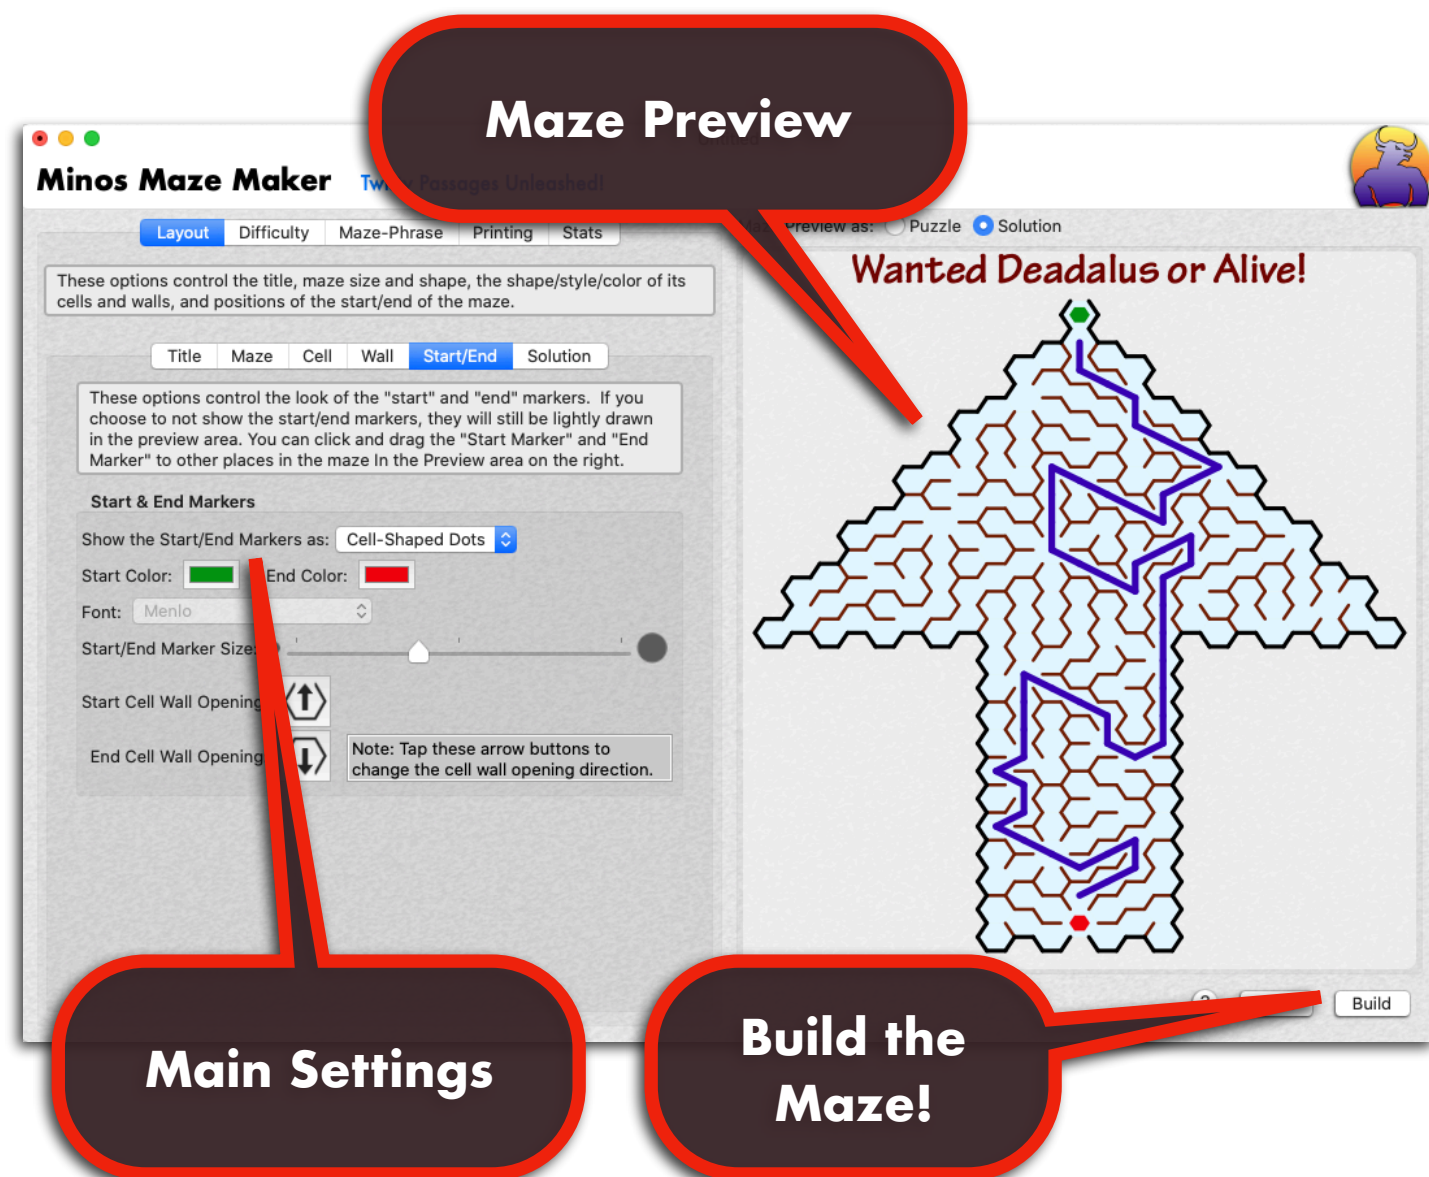 Maze Preview
Minos Maze Maker
Passages Unleashed!
Layout Difficulty Maze-Phrase Printing Stats
Preview as: Puzzle Solution
These options control the title, maze size and shape, the shape/style/color of its
cells and walls, and positions of the start/end of the maze.
Wanted Deadalus or Alive!
Title Maze Cell Wall Start/End Solution
These options control the look of the "start" and "end" markers. If you
choose to not show the start/end markers, they will still be lightly drawn
in the preview area. You can click and drag the "Start Marker" and "End
Marker" to other places in the maze In the Preview area on the right.
Start & End Markers
Show the Start/End Markers as: Cell-Shaped Dots
Start Color: End Color:
Font: Menlo
Start/End Marker Size:
Start Cell Wall Opening
End Cell Wall Opening
Note: Tap these arrow buttons to
change the cell wall opening direction.
Build
Main Settings
Build the
Maze!